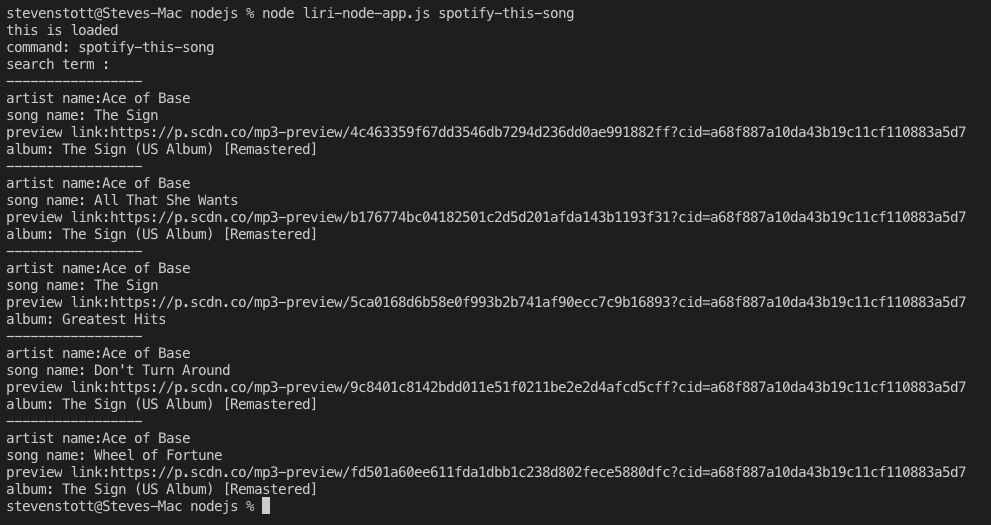 stevenstott@Steves-Mac nodejs % node liri-node-app.js spotify-this-song
this is loaded
command: spotify-this-song
search term :
-----------------
artist name:Ace of Base
song name: The Sign
preview link:https://p.scdn.co/mp3-preview/4c463359f67dd3546db7294d236dd0ae991882ff?cid=a68f887a10da43b19c11cf110883a5d7
album: The Sign (US Album) [Remastered]
-----------------
artist name:Ace of Base
song name: All That She Wants
preview link:https://p.scdn.co/mp3-preview/b176774bc04182501c2d5d201afda143b1193f31?cid=a68f887a10da43b19c11cf110883a5d7
album: The Sign (US Album) [Remastered]
-----------------
artist name:Ace of Base
song name: The Sign
preview link:https://p.scdn.co/mp3-preview/5ca0168d6b58e0f993b2b741af90ecc7c9b16893?cid=a68f887a10da43b19c11cf110883a5d7
album: Greatest Hits
-----------------
artist name:Ace of Base
song name: Don't Turn Around
preview link:https://p.scdn.co/mp3-preview/9c8401c8142bdd011e51f0211be2e2d4afcd5cff?cid=a68f887a10da43b19c11cf110883a5d7
album: The Sign (US Album) [Remastered]
-----------------
artist name:Ace of Base
song name: Wheel of Fortune
preview link:https://p.scdn.co/mp3-preview/fd501a60ee611fda1dbb1c238d802fece5880dfc?cid=a68f887a10da43b19c11cf110883a5d7
album: The Sign (US Album) [Remastered]
stevenstott@Steves-Mac nodejs %